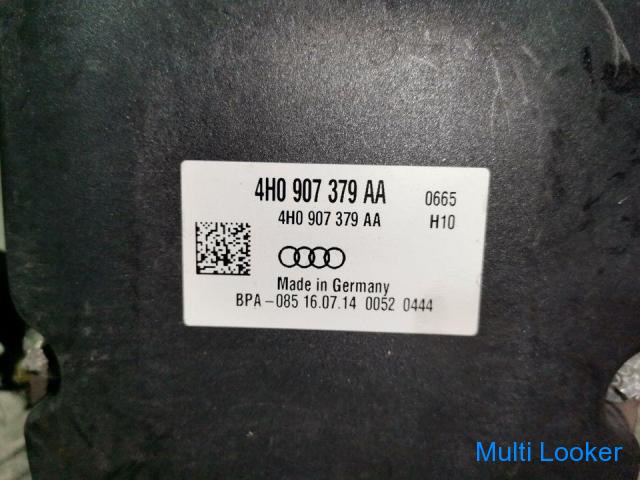 4H0 907 379 AA 0665
4H0 907 379 AA H10
Made in Germany
BPA-085 16.07.14 0052 0444
Multi Looker